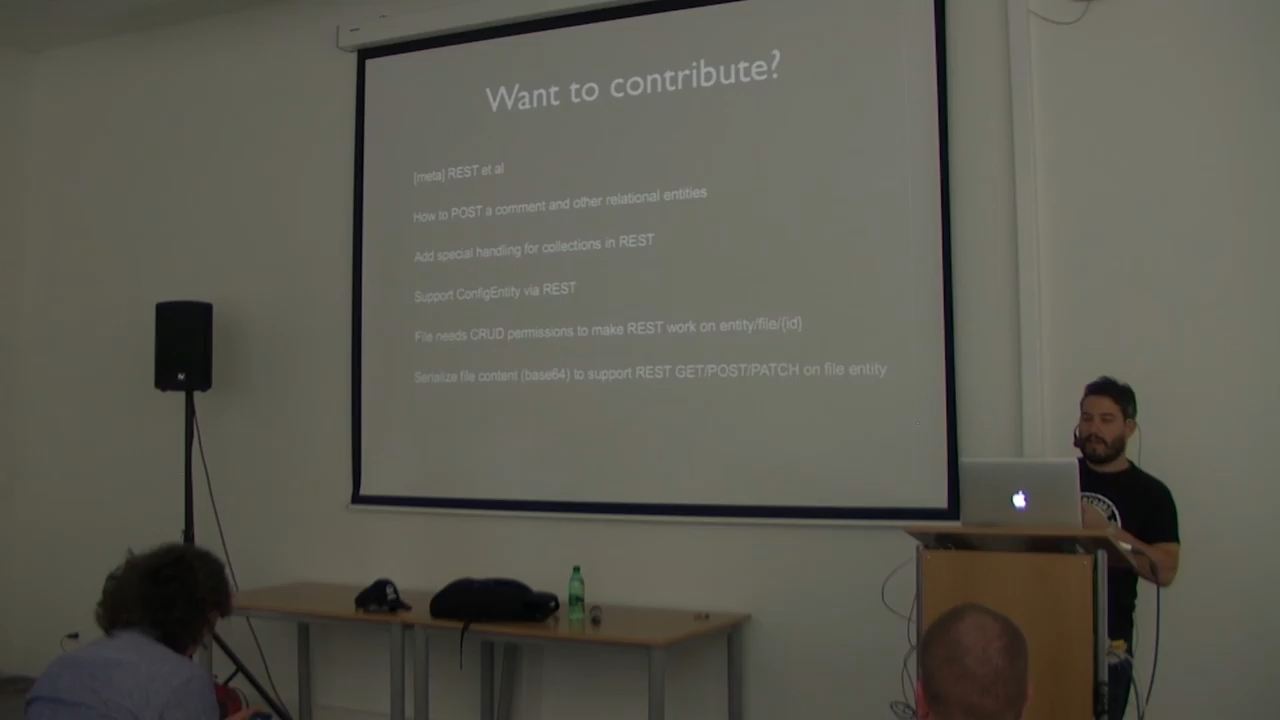 Want to contribute?
[meta] REST et al
How to POST a comment and other relational entities
Add special handling for collections in REST
Support ConfigEntity via REST
File needs CRUD permissions to make REST work on entity/file/{id}
Serialize file content (base64) to support REST GET/POST/PATCH on file entity